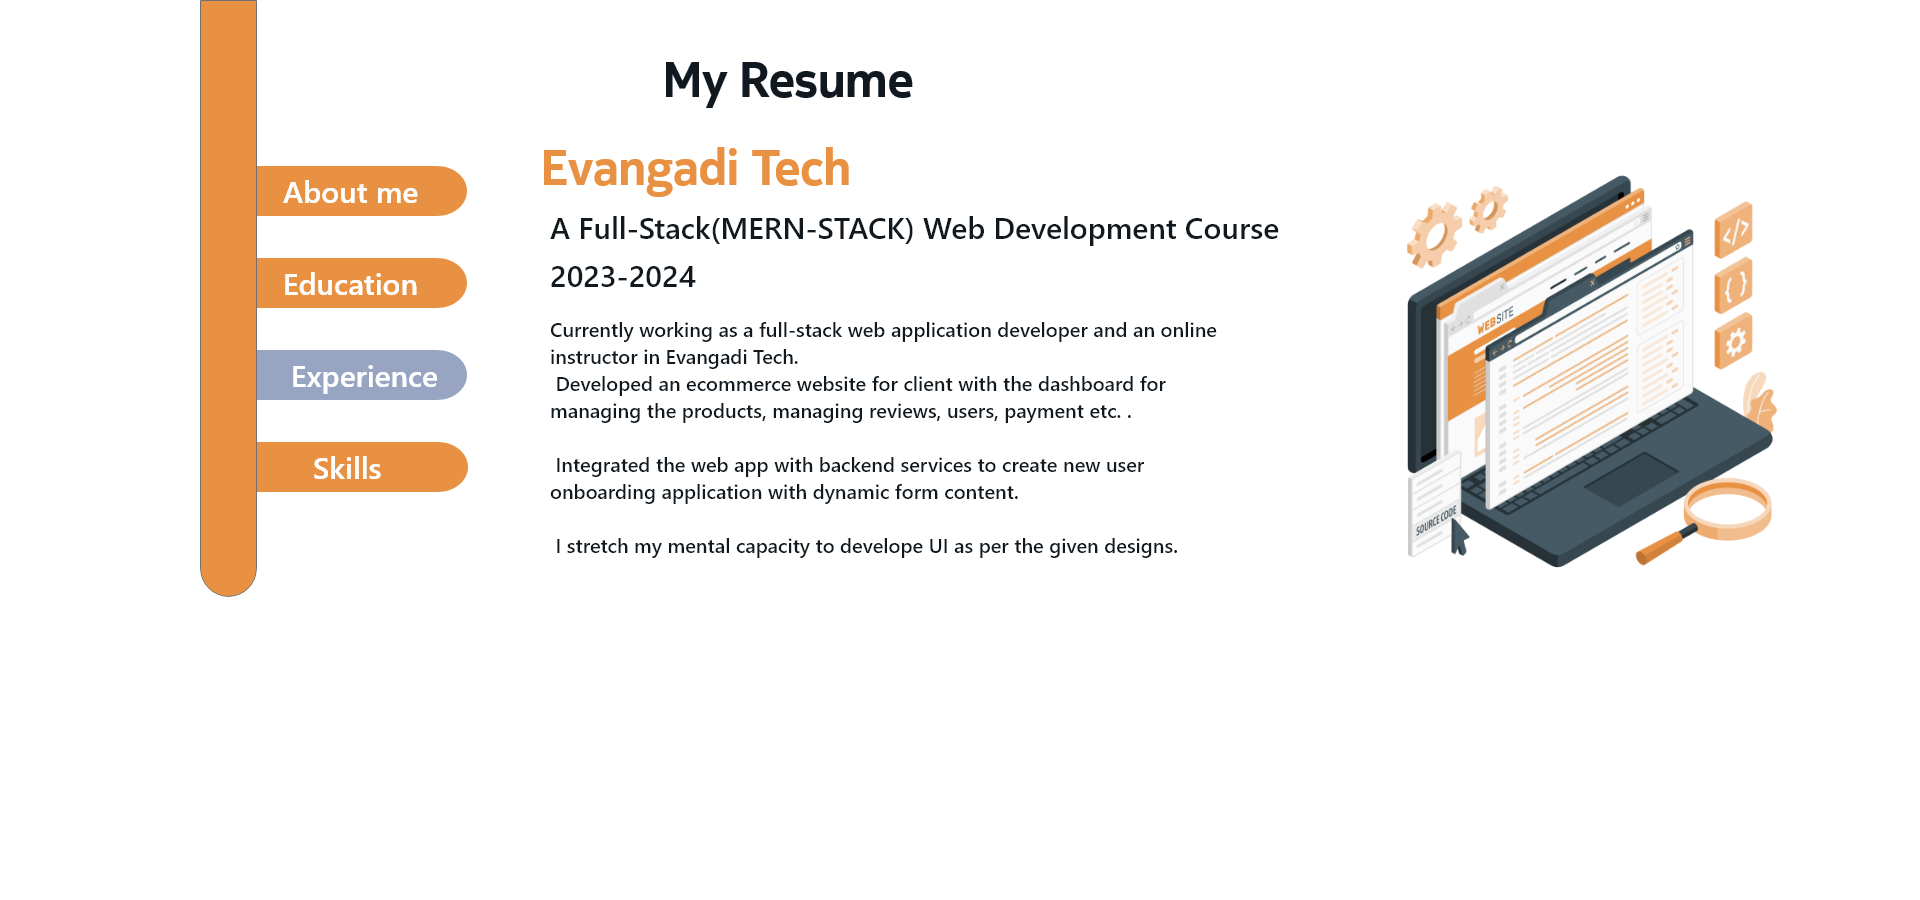 My Resume
About me
Education
Experience
Skills
Evangadi Tech
A Full-Stack(MERN-STACK) Web Development Course
2023-2024
Currently working as a full-stack web application developer and an online
instructor in Evangadi Tech.
Developed an ecommerce website for client with the dashboard for
managing the products, managing reviews, users, payment etc. .
Integrated the web app with backend services to create new user
onboarding application with dynamic form content.
I stretch my mental capacity to develope UI as per the given designs.
WEBSITE
</>
{ }
SOURCE CODE